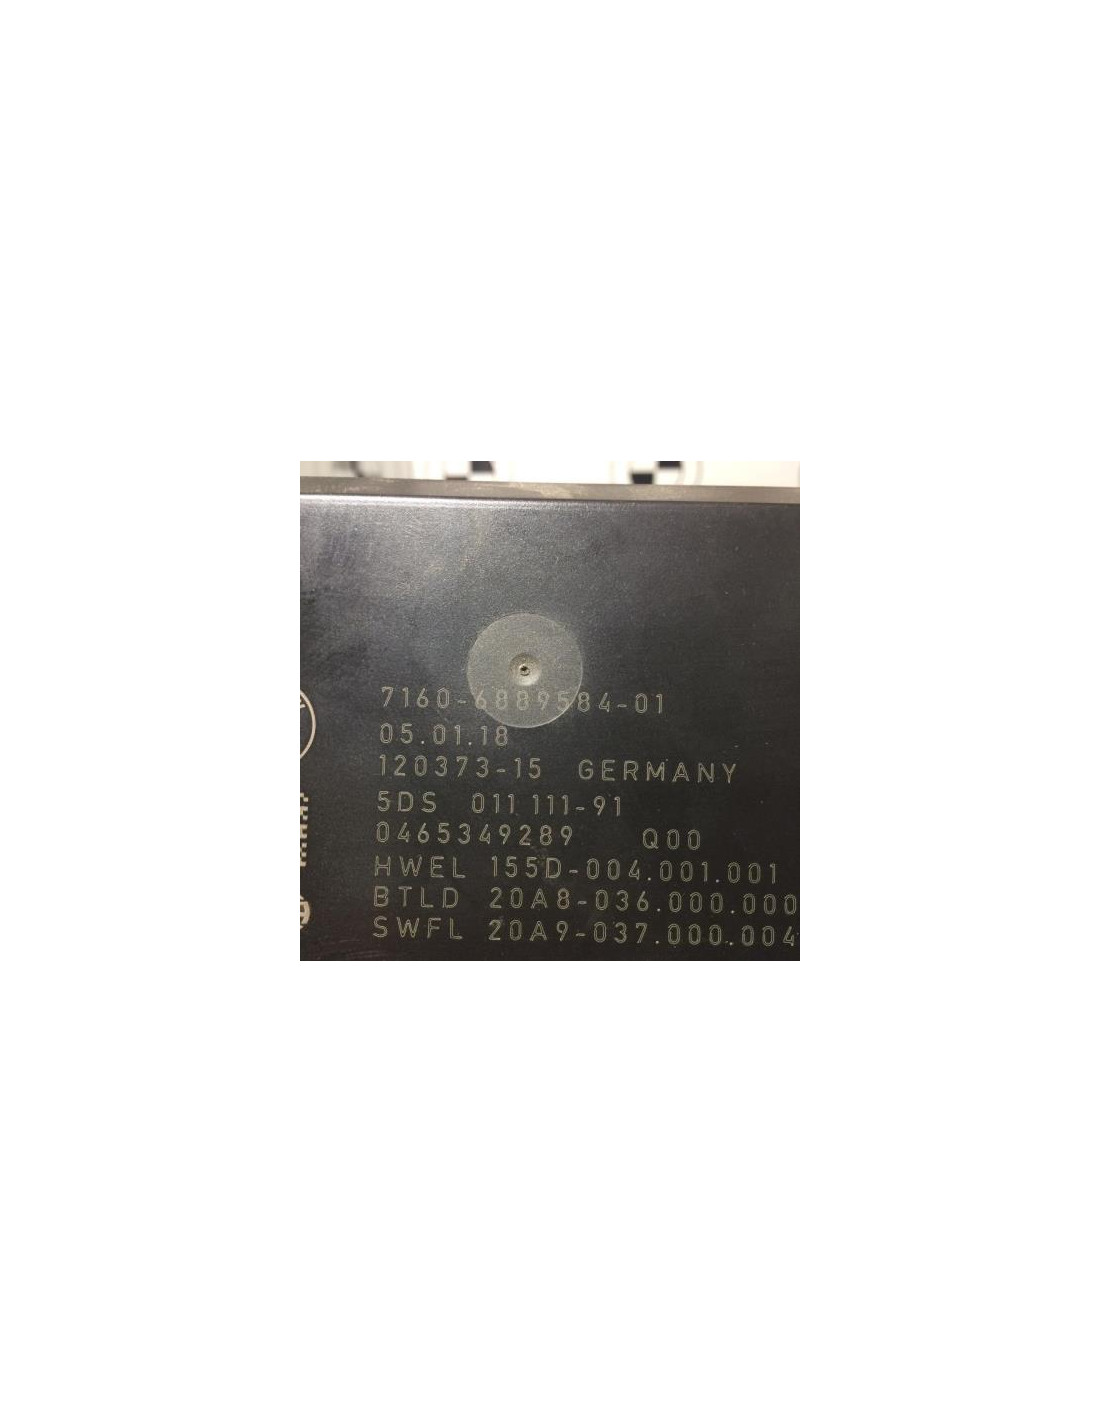 7160-6889584-01
05.01.18
120373-15 GERMANY
5DS 011 111-91
0465349289 Q00
HWEL 155D-004.001.001
BTLD 20A8-036.000.000
SWFL 20A9-037.000.004